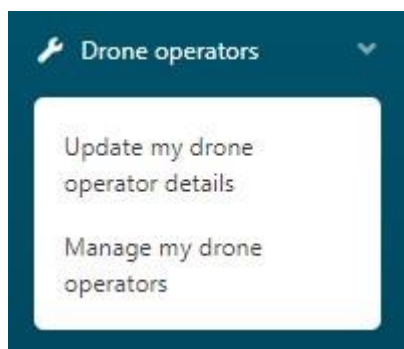 Drone operators
Update my drone
operator details
Manage my drone
operators